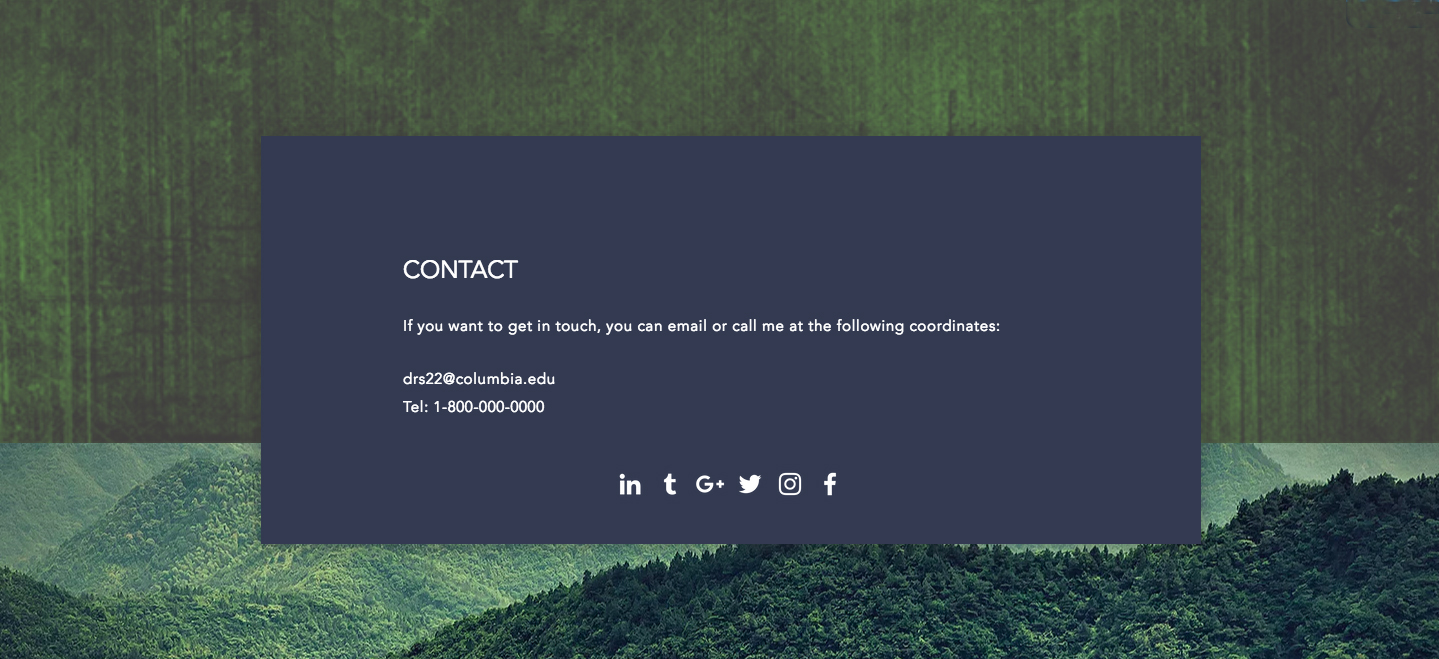 CONTACT
If you want to get in touch, you can email or call me at the following coordinates:
drs22@columbia.edu
Tel: 1-800-000-0000